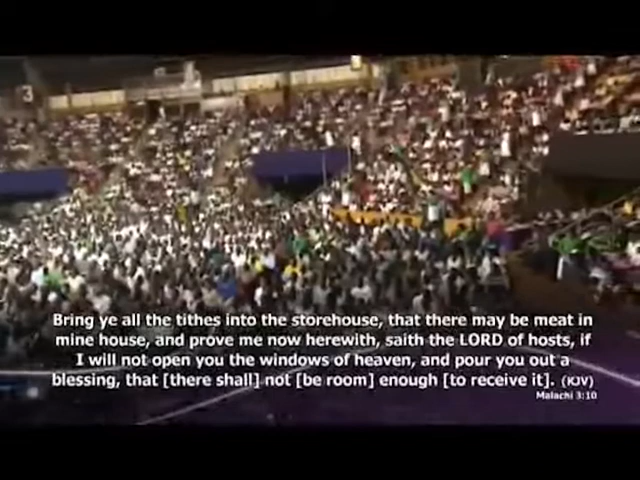 Bring ye all the tithes into the storehouse, that there may be meat in
mine house, and prove me now herewith, saith the LORD of hosts, if
I will not open you the windows of heaven, and pour you out a
blessing, that [there shall] not [be room] enough [to receive it]. (KJV)
Malachi 3:10